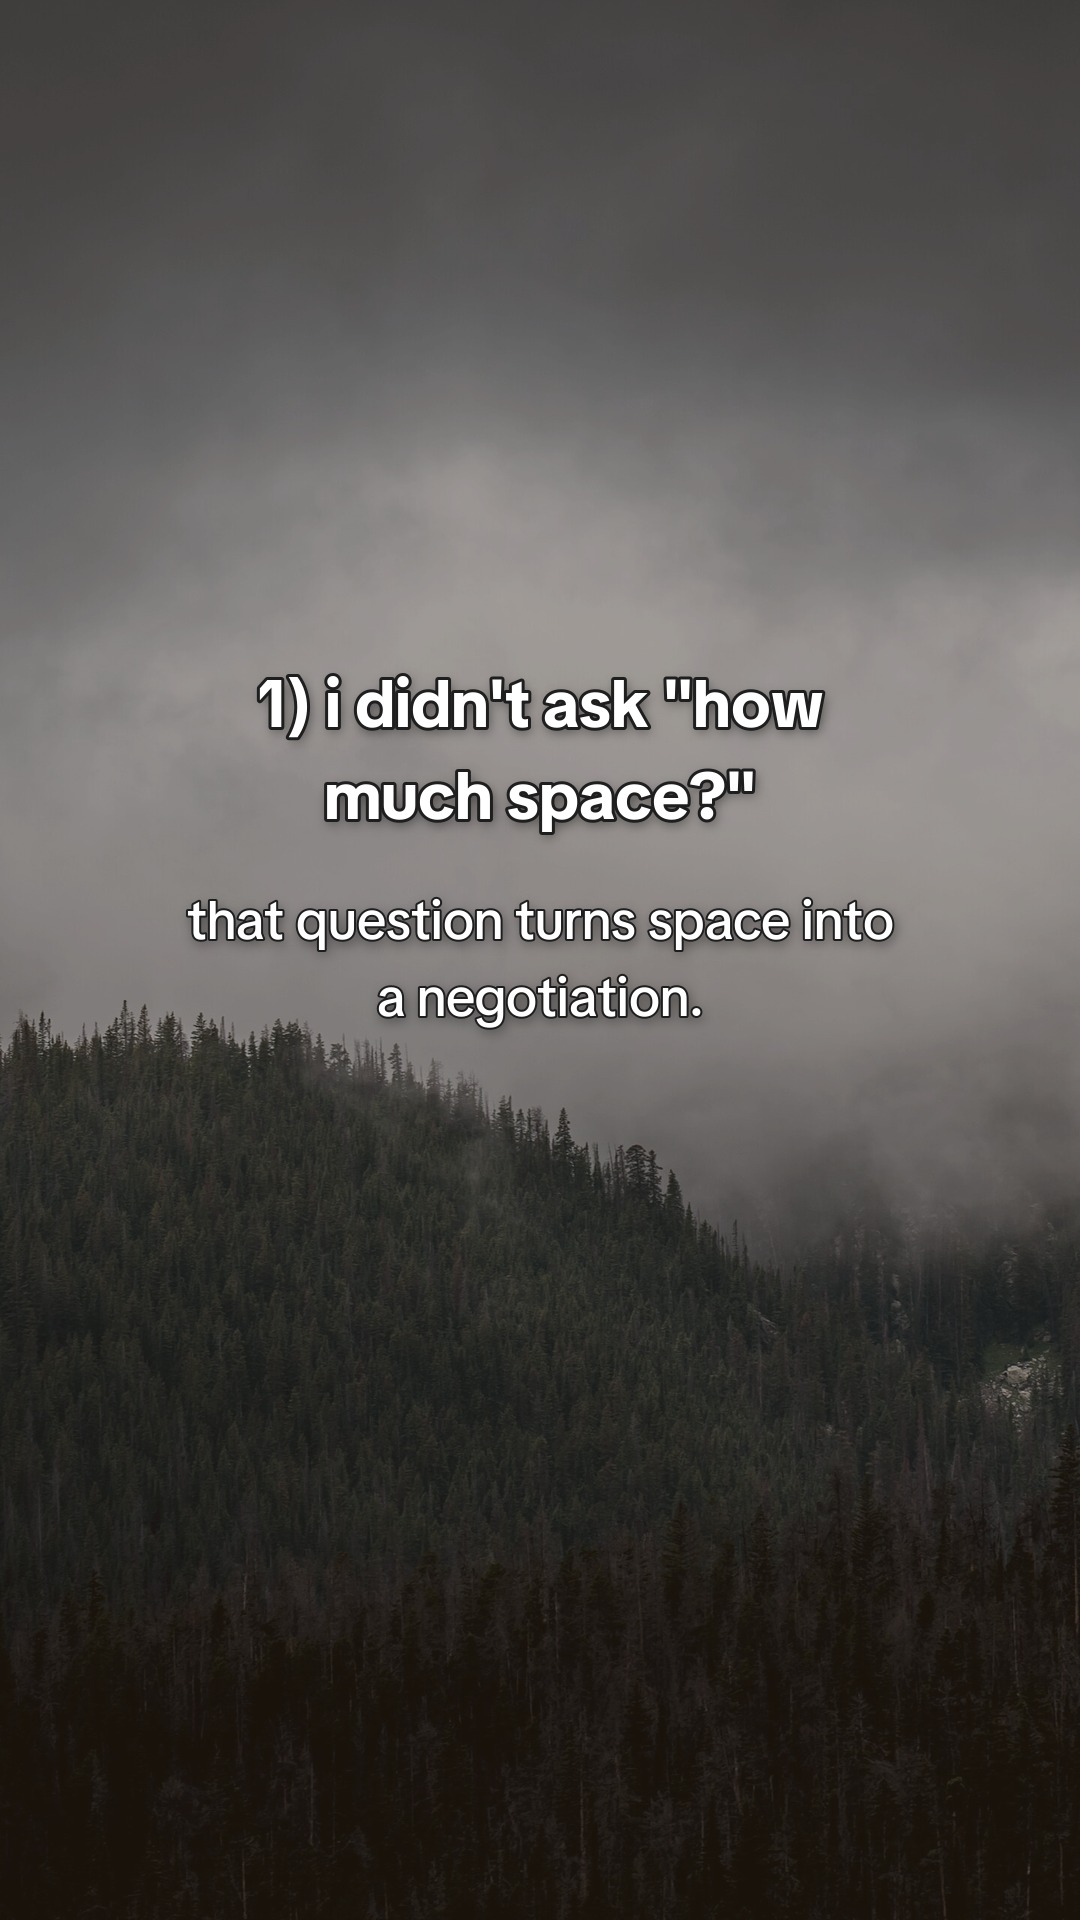 1) i didn't ask "how
much space?"
that question turns space into
a negotiation.